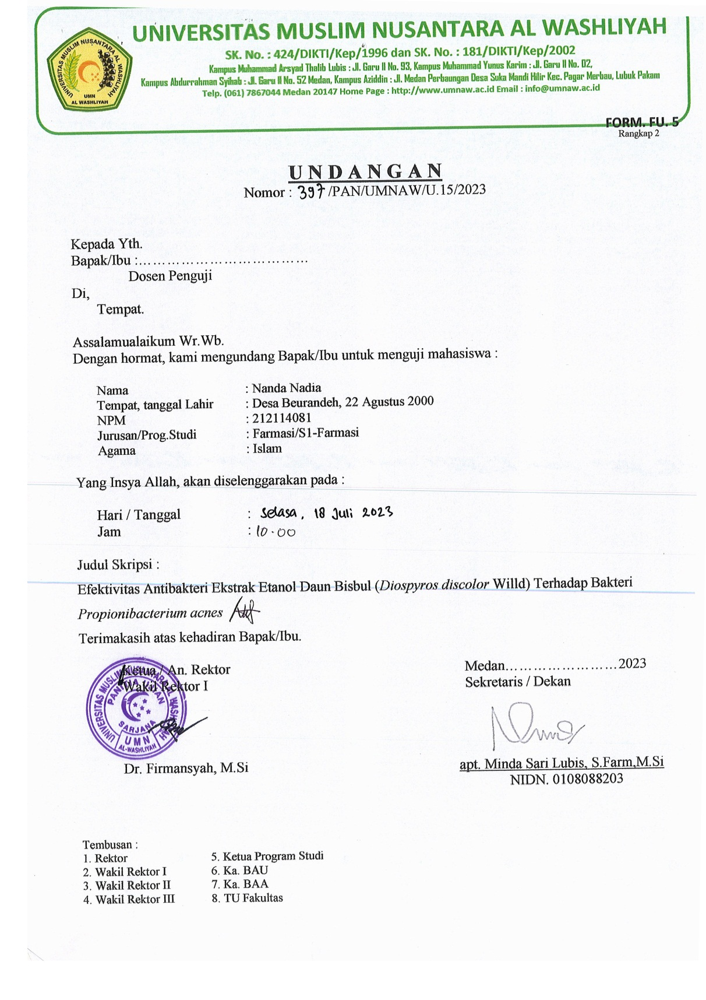 UNIVERSITAS MUSLIM NUSANTARA AL WASHLIYAH
SK. No. : 424/DIKTI/Kep/1996 dan SK. No. : 181/DIKTI/Kep/2002
Kampus Muhammad Arsyad Thalib Lubis : Jl. Garu II No. 93, Kampus Muhammad Yunus Karim : Jl. Garu II No. 02,
Kampus Abdurrahman Syihab : Jl. Garu II No. 52 Medan, Kampus Aziddin : Jl. Medan Perbaungan Desa Suka Mandi Hilir Kec. Pagar Merbau, Lubuk Pakam
Telp. (061) 7867044 Medan 20147 Home Page : http://www.umnaw.ac.id Email : info@umnaw.ac.id
UNIVERSITAS MUSLIM NUSANTARA AL WASHLIYAH
UMN
AL WASHLIYAH
FORM. FU. 5
Rangkap 2
UNDANGAN
Nomor : 397/PAN/UMNAW/U.15/2023
Kepada Yth.
Bapak/Ibu :………………………………
Dosen Penguji
Di,
Tempat.
Assalamualaikum Wr.Wb.
Dengan hormat, kami mengundang Bapak/Ibu untuk menguji mahasiswa :
Nama : Nanda Nadia
Tempat, tanggal Lahir : Desa Beurandeh, 22 Agustus 2000
NPM : 212114081
Jurusan/Prog.Studi : Farmasi/S1-Farmasi
Agama : Islam
Yang Insya Allah, akan diselenggarakan pada :
Hari / Tanggal : Selasa, 18 Juli 2023
Jam : 10.00
Judul Skripsi :
Efektivitas Antibakteri Ekstrak Etanol Daun Bisbul (Diospyros discolor Willd) Terhadap Bakteri
Propionibacterium acnes
Terimakasih atas kehadiran Bapak/Ibu.
Ketua / An. Rektor
Wakil Rektor I
UNIVERSITAS MUSLIM NUSANTARA AL WASHLIYAH
PANITIA UJIAN
SARJANA
UMN
AL-WASHLIYAH
Dr. Firmansyah, M.Si
Medan……………………2023
Sekretaris / Dekan
apt. Minda Sari Lubis, S.Farm,M.Si
NIDN. 0108088203
Tembusan :
1. Rektor
2. Wakil Rektor I
3. Wakil Rektor II
4. Wakil Rektor III
5. Ketua Program Studi
6. Ka. BAU
7. Ka. BAA
8. TU Fakultas